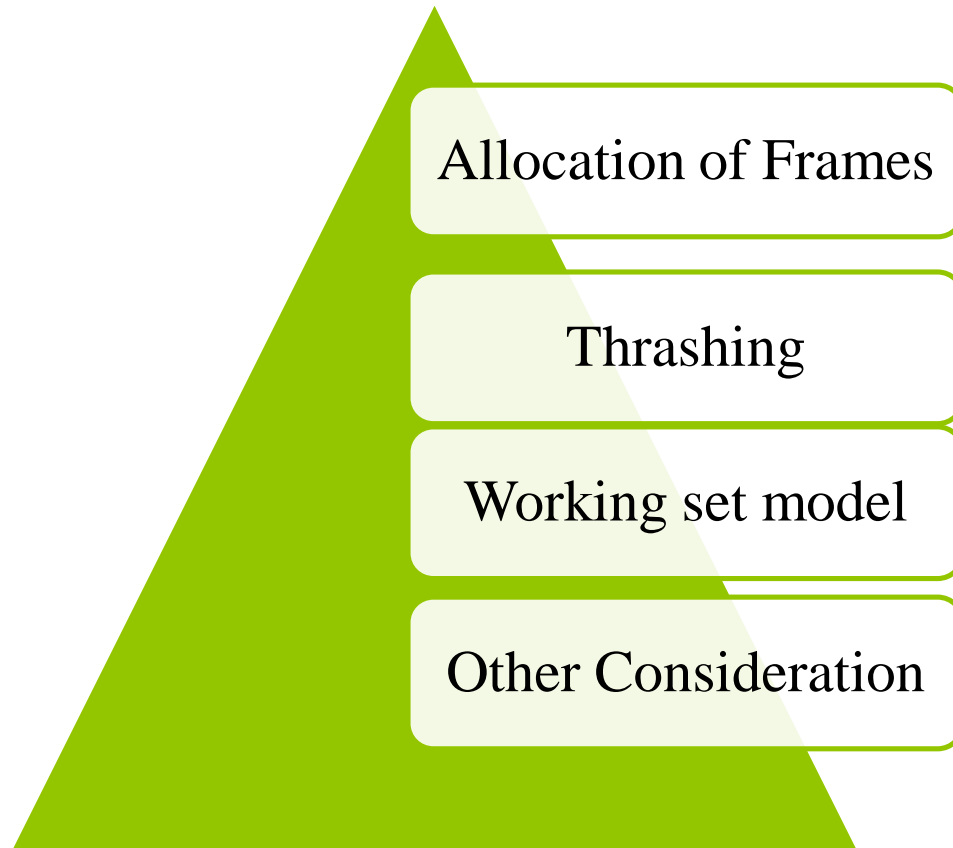 Allocation of Frames
Thrashing
Working set model
Other Consideration